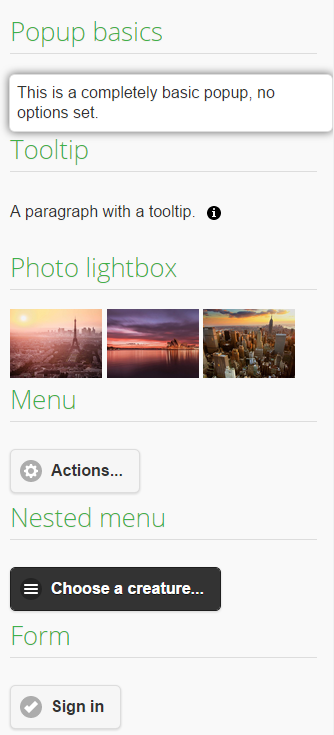 Popup basics
This is a completely basic popup, no
options set.
Tooltip
A paragraph with a tooltip.
Photo lightbox
Menu
Actions...
Nested menu
Choose a creature...
Form
Sign in